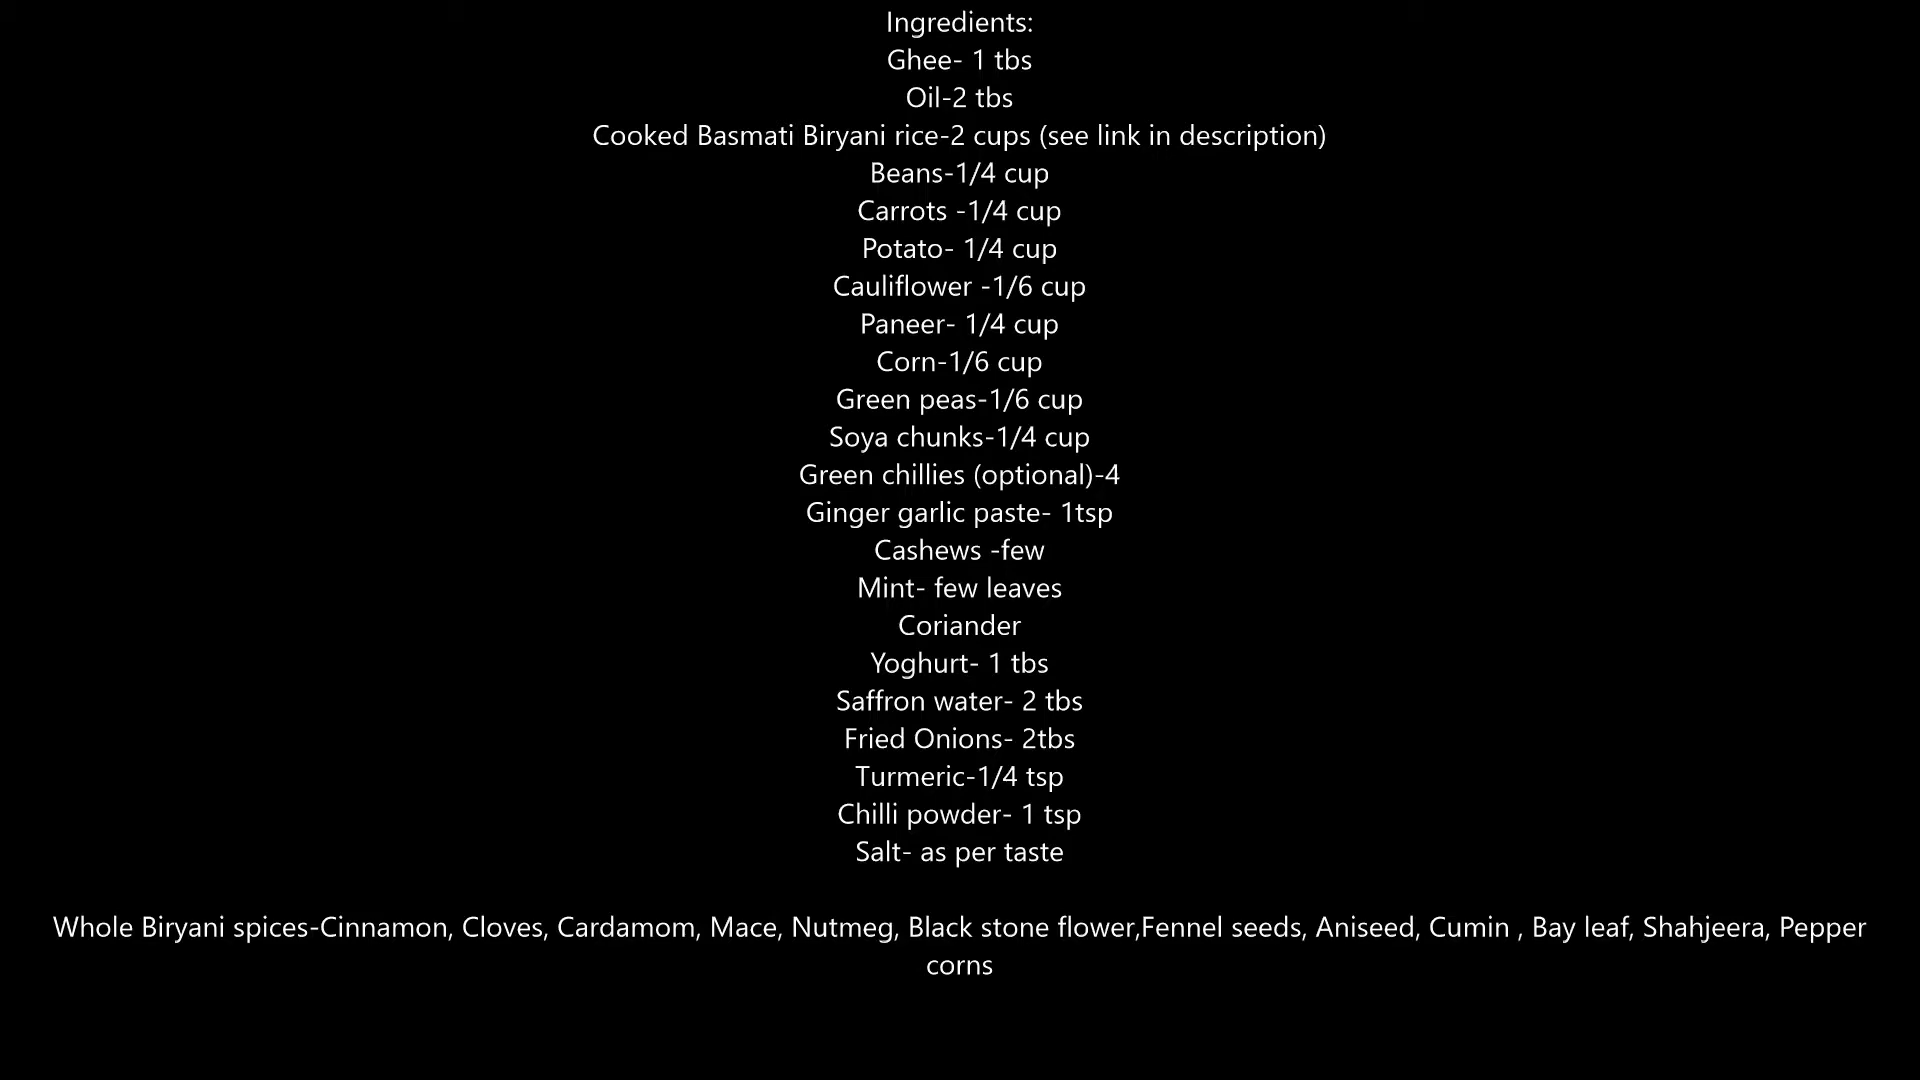 Ingredients:
Ghee- 1 tbs
Oil-2 tbs
Cooked Basmati Biryani rice-2 cups (see link in description)
Beans-1/4 cup
Carrots -1/4 cup
Potato- 1/4 cup
Cauliflower -1/6 cup
Paneer- 1/4 cup
Corn-1/6 cup
Green peas-1/6 cup
Soya chunks-1/4 cup
Green chillies (optional)-4
Ginger garlic paste- 1tsp
Cashews -few
Mint- few leaves
Coriander
Yoghurt- 1 tbs
Saffron water- 2 tbs
Fried Onions- 2tbs
Turmeric-1/4 tsp
Chilli powder- 1 tsp
Salt- as per taste
Whole Biryani spices-Cinnamon, Cloves, Cardamom, Mace, Nutmeg, Black stone flower,Fennel seeds, Aniseed, Cumin , Bay leaf, Shahjeera, Pepper
corns